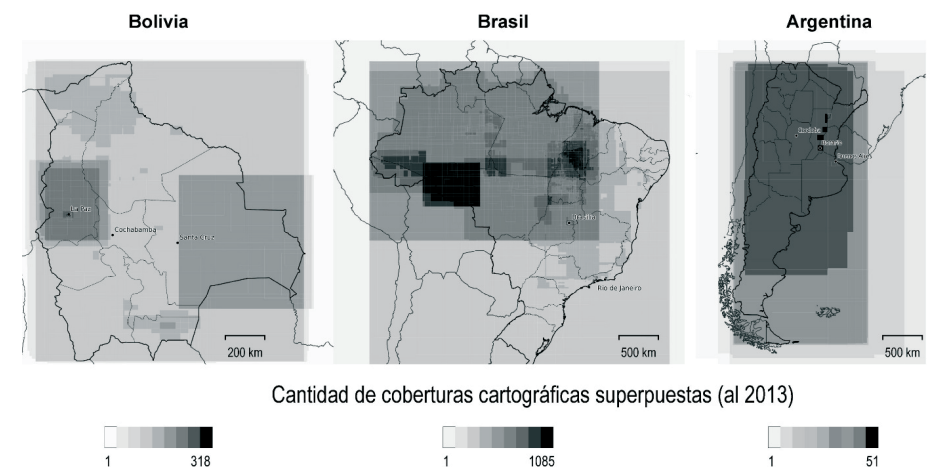 Bolivia
Brasil
Argentina
La Paz
Cochabamba
Santa Cruz
200 km
Brasilia
Rio de Janeiro
500 km
Cordoba
Rosario
Buenos Aires
500 km
Cantidad de coberturas cartográficas superpuestas (al 2013)
1 318
1 1085
1 51